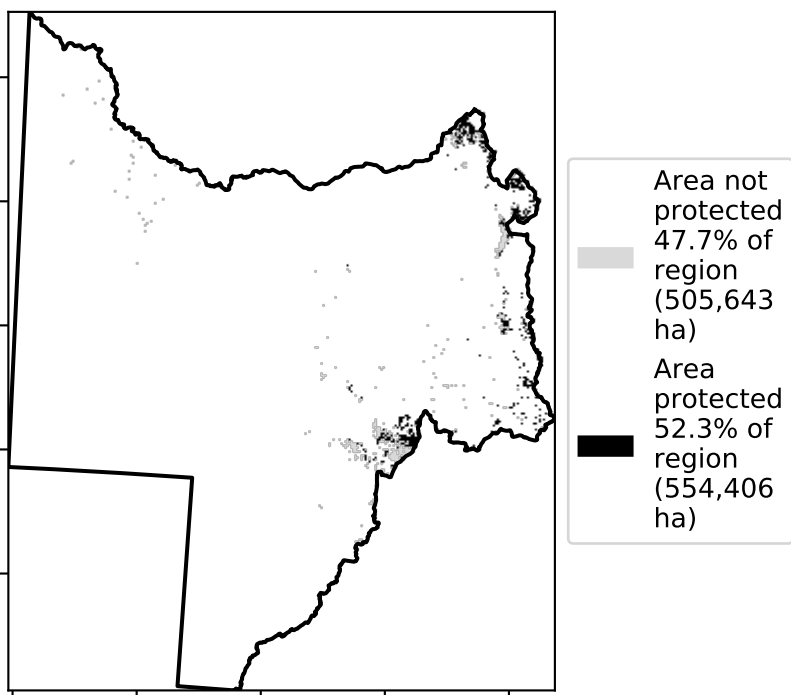 Area not
protected
47.7% of
region
(505,643
ha)
Area
protected
52.3% of
region
(554,406
ha)